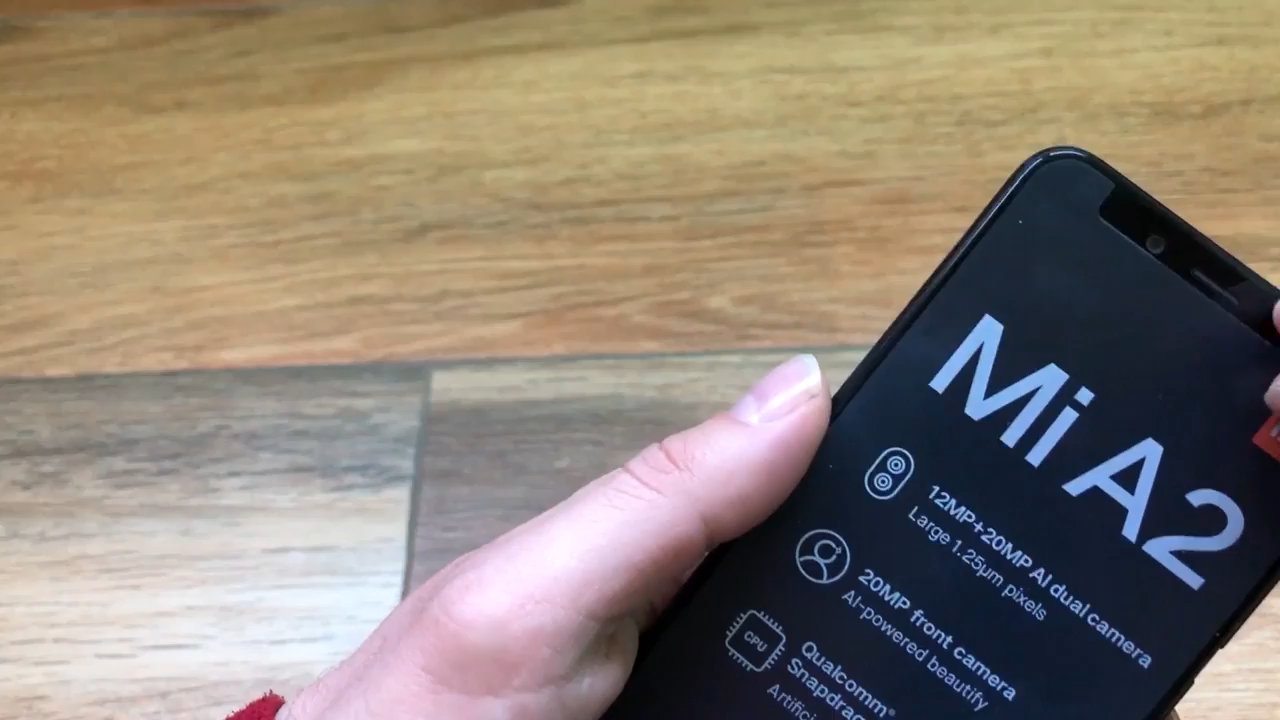 Mi A2
12MP+20MP AI dual camera
Large 1.25μm pixels
20MP front camera
AI-powered beautify
CPU
Qualcomm®